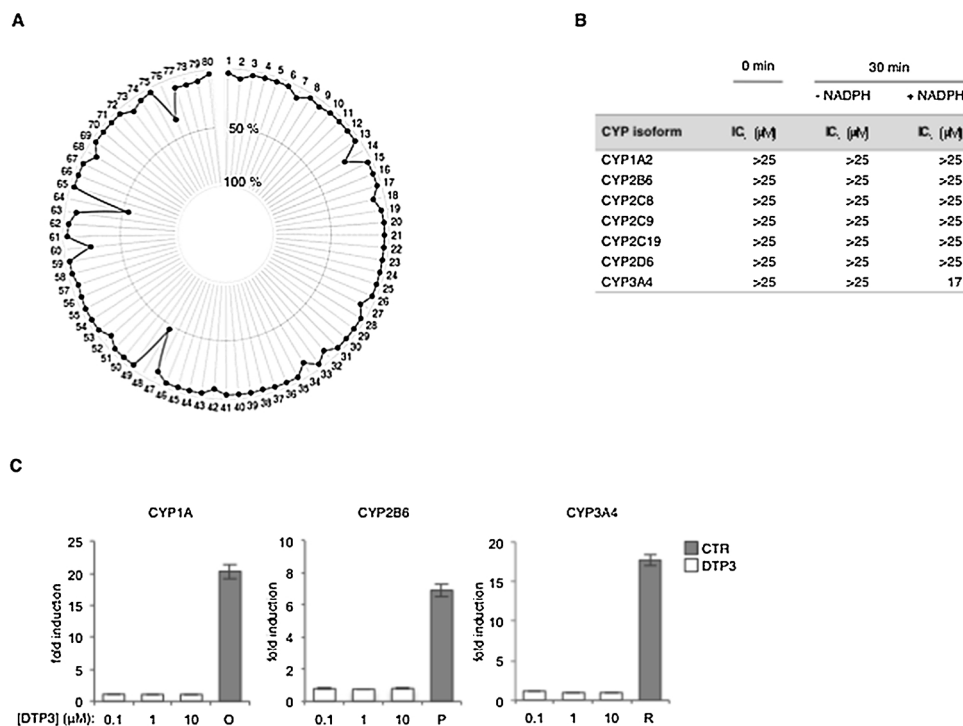 A
B
1 2 3 4 5 6 7 8 9 10 11 12 13 14 15 16 17 18 19 20 21 22 23 24 25 26 27 28 29 30 31 32 33 34 35 36 37 38 39 40 41 42 43 44 45 46 47 48 49 50 51 52 53 54 55 56 57 58 59 60 61 62 63 64 65 66 67 68 69 70 71 72 73 74 75 76 77 78 79 80
50 %
100 %
0 min 30 min
- NADPH + NADPH
CYP isoform IC. (μM) IC. (μM) IC. (μM)
CYP1A2 >25 >25 >25
CYP2B6 >25 >25 >25
CYP2C8 >25 >25 >25
CYP2C9 >25 >25 >25
CYP2C19 >25 >25 >25
CYP2D6 >25 >25 >25
CYP3A4 >25 >25 17
C
CYP1A
fold induction
25
20
15
10
5
0
[DTP3] (μM): 0.1 1 10 O
CYP2B6
fold induction
10
8
6
4
2
0
0.1 1 10 P
CYP3A4
fold induction
20
15
10
5
0
0.1 1 10 R
CTR
DTP3